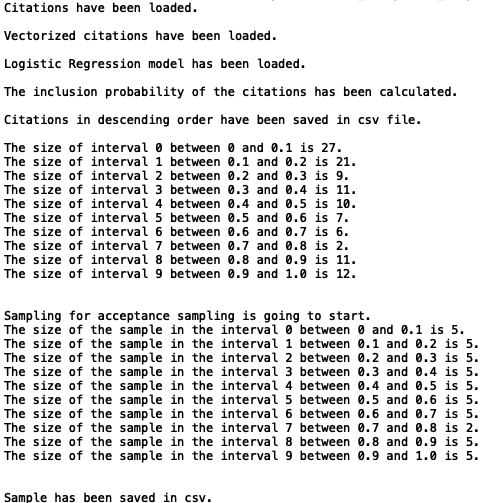 Citations have been loaded.
Vectorized citations have been loaded.
Logistic Regression model has been loaded.
The inclusion probability of the citations has been calculated.
Citations in descending order have been saved in csv file.
The size of interval 0 between 0 and 0.1 is 27.
The size of interval 1 between 0.1 and 0.2 is 21.
The size of interval 2 between 0.2 and 0.3 is 9.
The size of interval 3 between 0.3 and 0.4 is 11.
The size of interval 4 between 0.4 and 0.5 is 10.
The size of interval 5 between 0.5 and 0.6 is 7.
The size of interval 6 between 0.6 and 0.7 is 6.
The size of interval 7 between 0.7 and 0.8 is 2.
The size of interval 8 between 0.8 and 0.9 is 11.
The size of interval 9 between 0.9 and 1.0 is 12.
Sampling for acceptance sampling is going to start.
The size of the sample in the interval 0 between 0 and 0.1 is 5.
The size of the sample in the interval 1 between 0.1 and 0.2 is 5.
The size of the sample in the interval 2 between 0.2 and 0.3 is 5.
The size of the sample in the interval 3 between 0.3 and 0.4 is 5.
The size of the sample in the interval 4 between 0.4 and 0.5 is 5.
The size of the sample in the interval 5 between 0.5 and 0.6 is 5.
The size of the sample in the interval 6 between 0.6 and 0.7 is 5.
The size of the sample in the interval 7 between 0.7 and 0.8 is 2.
The size of the sample in the interval 8 between 0.8 and 0.9 is 5.
The size of the sample in the interval 9 between 0.9 and 1.0 is 5.
Sample has been saved in csv.